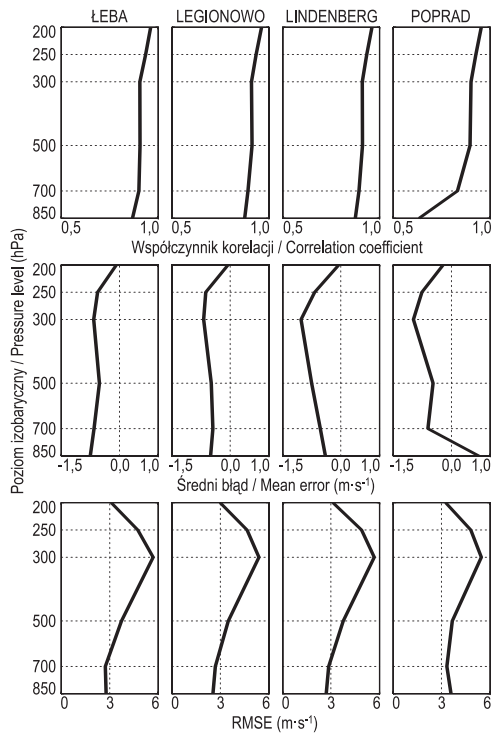 ŁEBA LEGIONOWO LINDENBERG POPRAD
200
250
300
500
700
850
0,5 1,0 0,5 1,0 0,5 1,0 0,5 1,0
Współczynnik korelacji / Correlation coefficient
200
250
300
500
700
850
-1,5 0,0 1,0 -1,5 0,0 1,0 -1,5 0,0 1,0 -1,5 0,0 1,0
Średni błąd / Mean error (m·s-1)
200
250
300
500
700
850
0 3 6 0 3 6 0 3 6 0 3 6
RMSE (m·s-1)
Poziom izobaryczny / Pressure level (hPa)